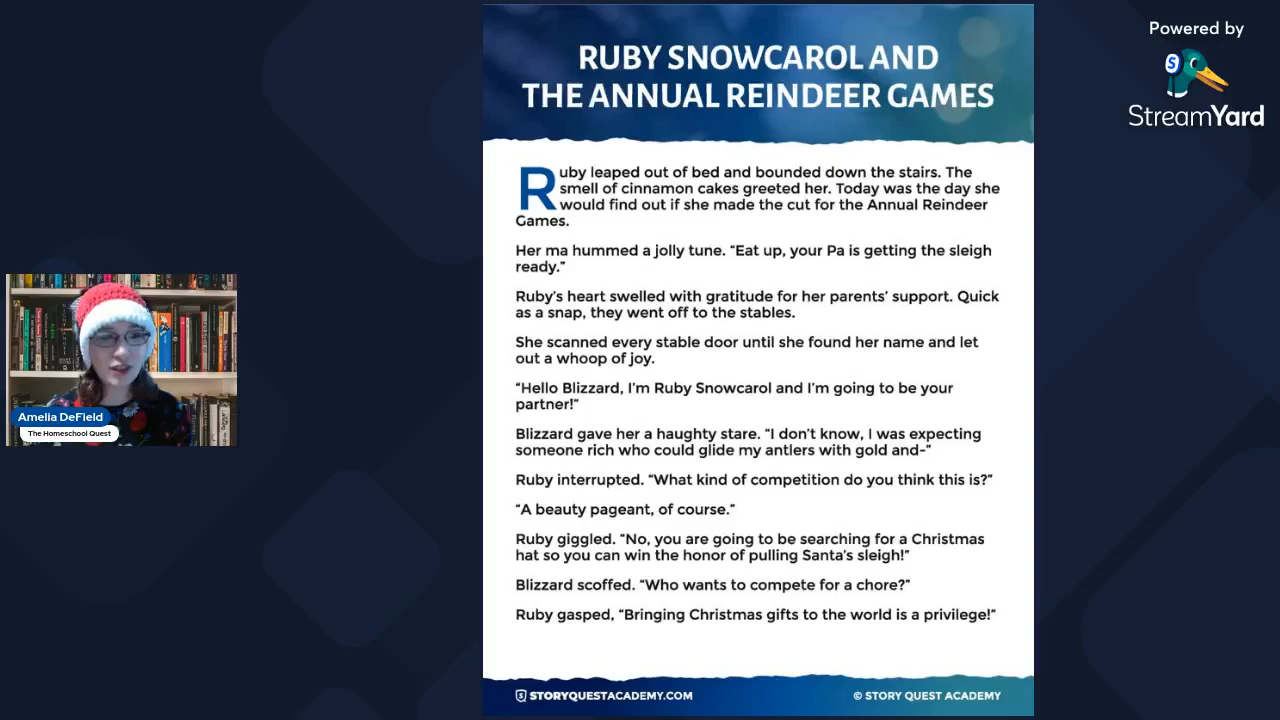 Powered by
StreamYard
RUBY SNOWCAROL AND
THE ANNUAL REINDEER GAMES
Ruby leaped out of bed and bounded down the stairs. The
smell of cinnamon cakes greeted her. Today was the day she
would find out if she made the cut for the Annual Reindeer
Games.
Her ma hummed a jolly tune. “Eat up, your Pa is getting the sleigh
ready.”
Ruby’s heart swelled with gratitude for her parents’ support. Quick
as a snap, they went off to the stables.
She scanned every stable door until she found her name and let
out a whoop of joy.
“Hello Blizzard, I’m Ruby Snowcarol and I’m going to be your
partner!”
Blizzard gave her a haughty stare. “I don’t know, I was expecting
someone rich who could glide my antlers with gold and-”
Ruby interrupted. “What kind of competition do you think this is?”
“A beauty pageant, of course.”
Ruby giggled. “No, you are going to be searching for a Christmas
hat so you can win the honor of pulling Santa’s sleigh!”
Blizzard scoffed. “Who wants to compete for a chore?”
Ruby gasped, “Bringing Christmas gifts to the world is a privilege!”
STORYQUESTACADEMY.COM
© STORY QUEST ACADEMY
Amelia DeField
The Homeschool Quest